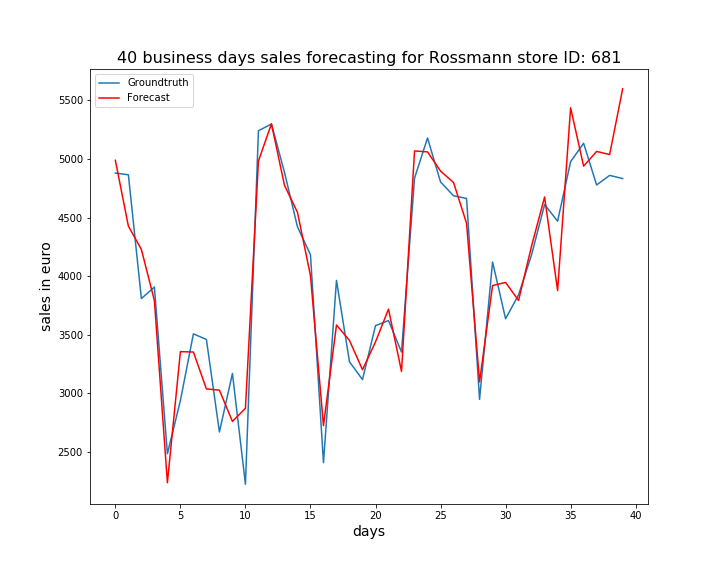 40 business days sales forecasting for Rossmann store ID: 681
Groundtruth
Forecast
sales in euro
5500
5000
4500
4000
3500
3000
2500
0 5 10 15 20 25 30 35 40
days